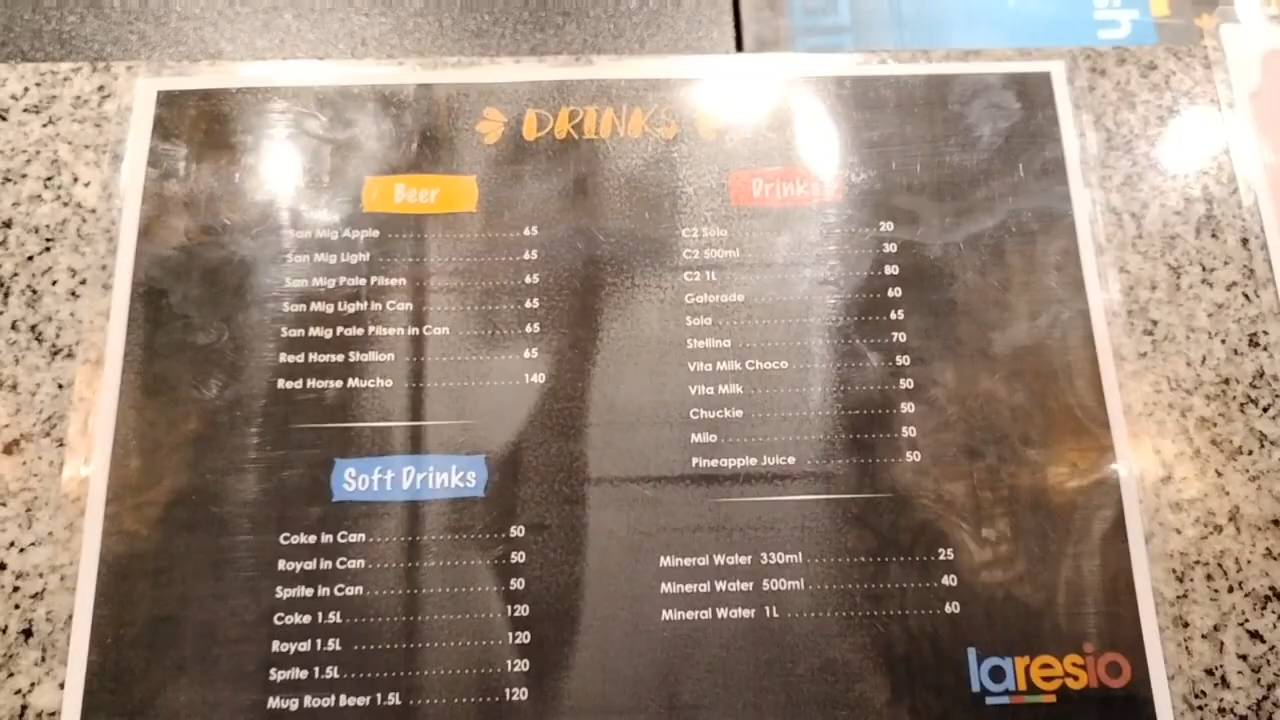 DRINKS
Beer
San Mig Apple .................... 65
San Mig Light .................... 65
San Mig Pale Pilsen .................... 65
San Mig Light in Can .................... 65
San Mig Pale Pilsen in Can .................... 65
Red Horse Stallion .................... 65
Red Horse Mucho .................... 140
Soft Drinks
Coke in Can .................... 50
Royal in Can .................... 50
Sprite in Can .................... 50
Coke 1.5L .................... 120
Royal 1.5L .................... 120
Sprite 1.5L .................... 120
Mug Root Beer 1.5L .................... 120
Drinks
C2 Solo .................... 20
C2 500ml .................... 30
C2 1L .................... 80
Gatorade .................... 60
Sola .................... 65
Stellina .................... 70
Vita Milk Choco .................... 50
Vita Milk .................... 50
Chuckie .................... 50
Milo .................... 50
Pineapple Juice .................... 50
Mineral Water 330ml .................... 25
Mineral Water 500ml .................... 40
Mineral Water 1L .................... 60
laresio